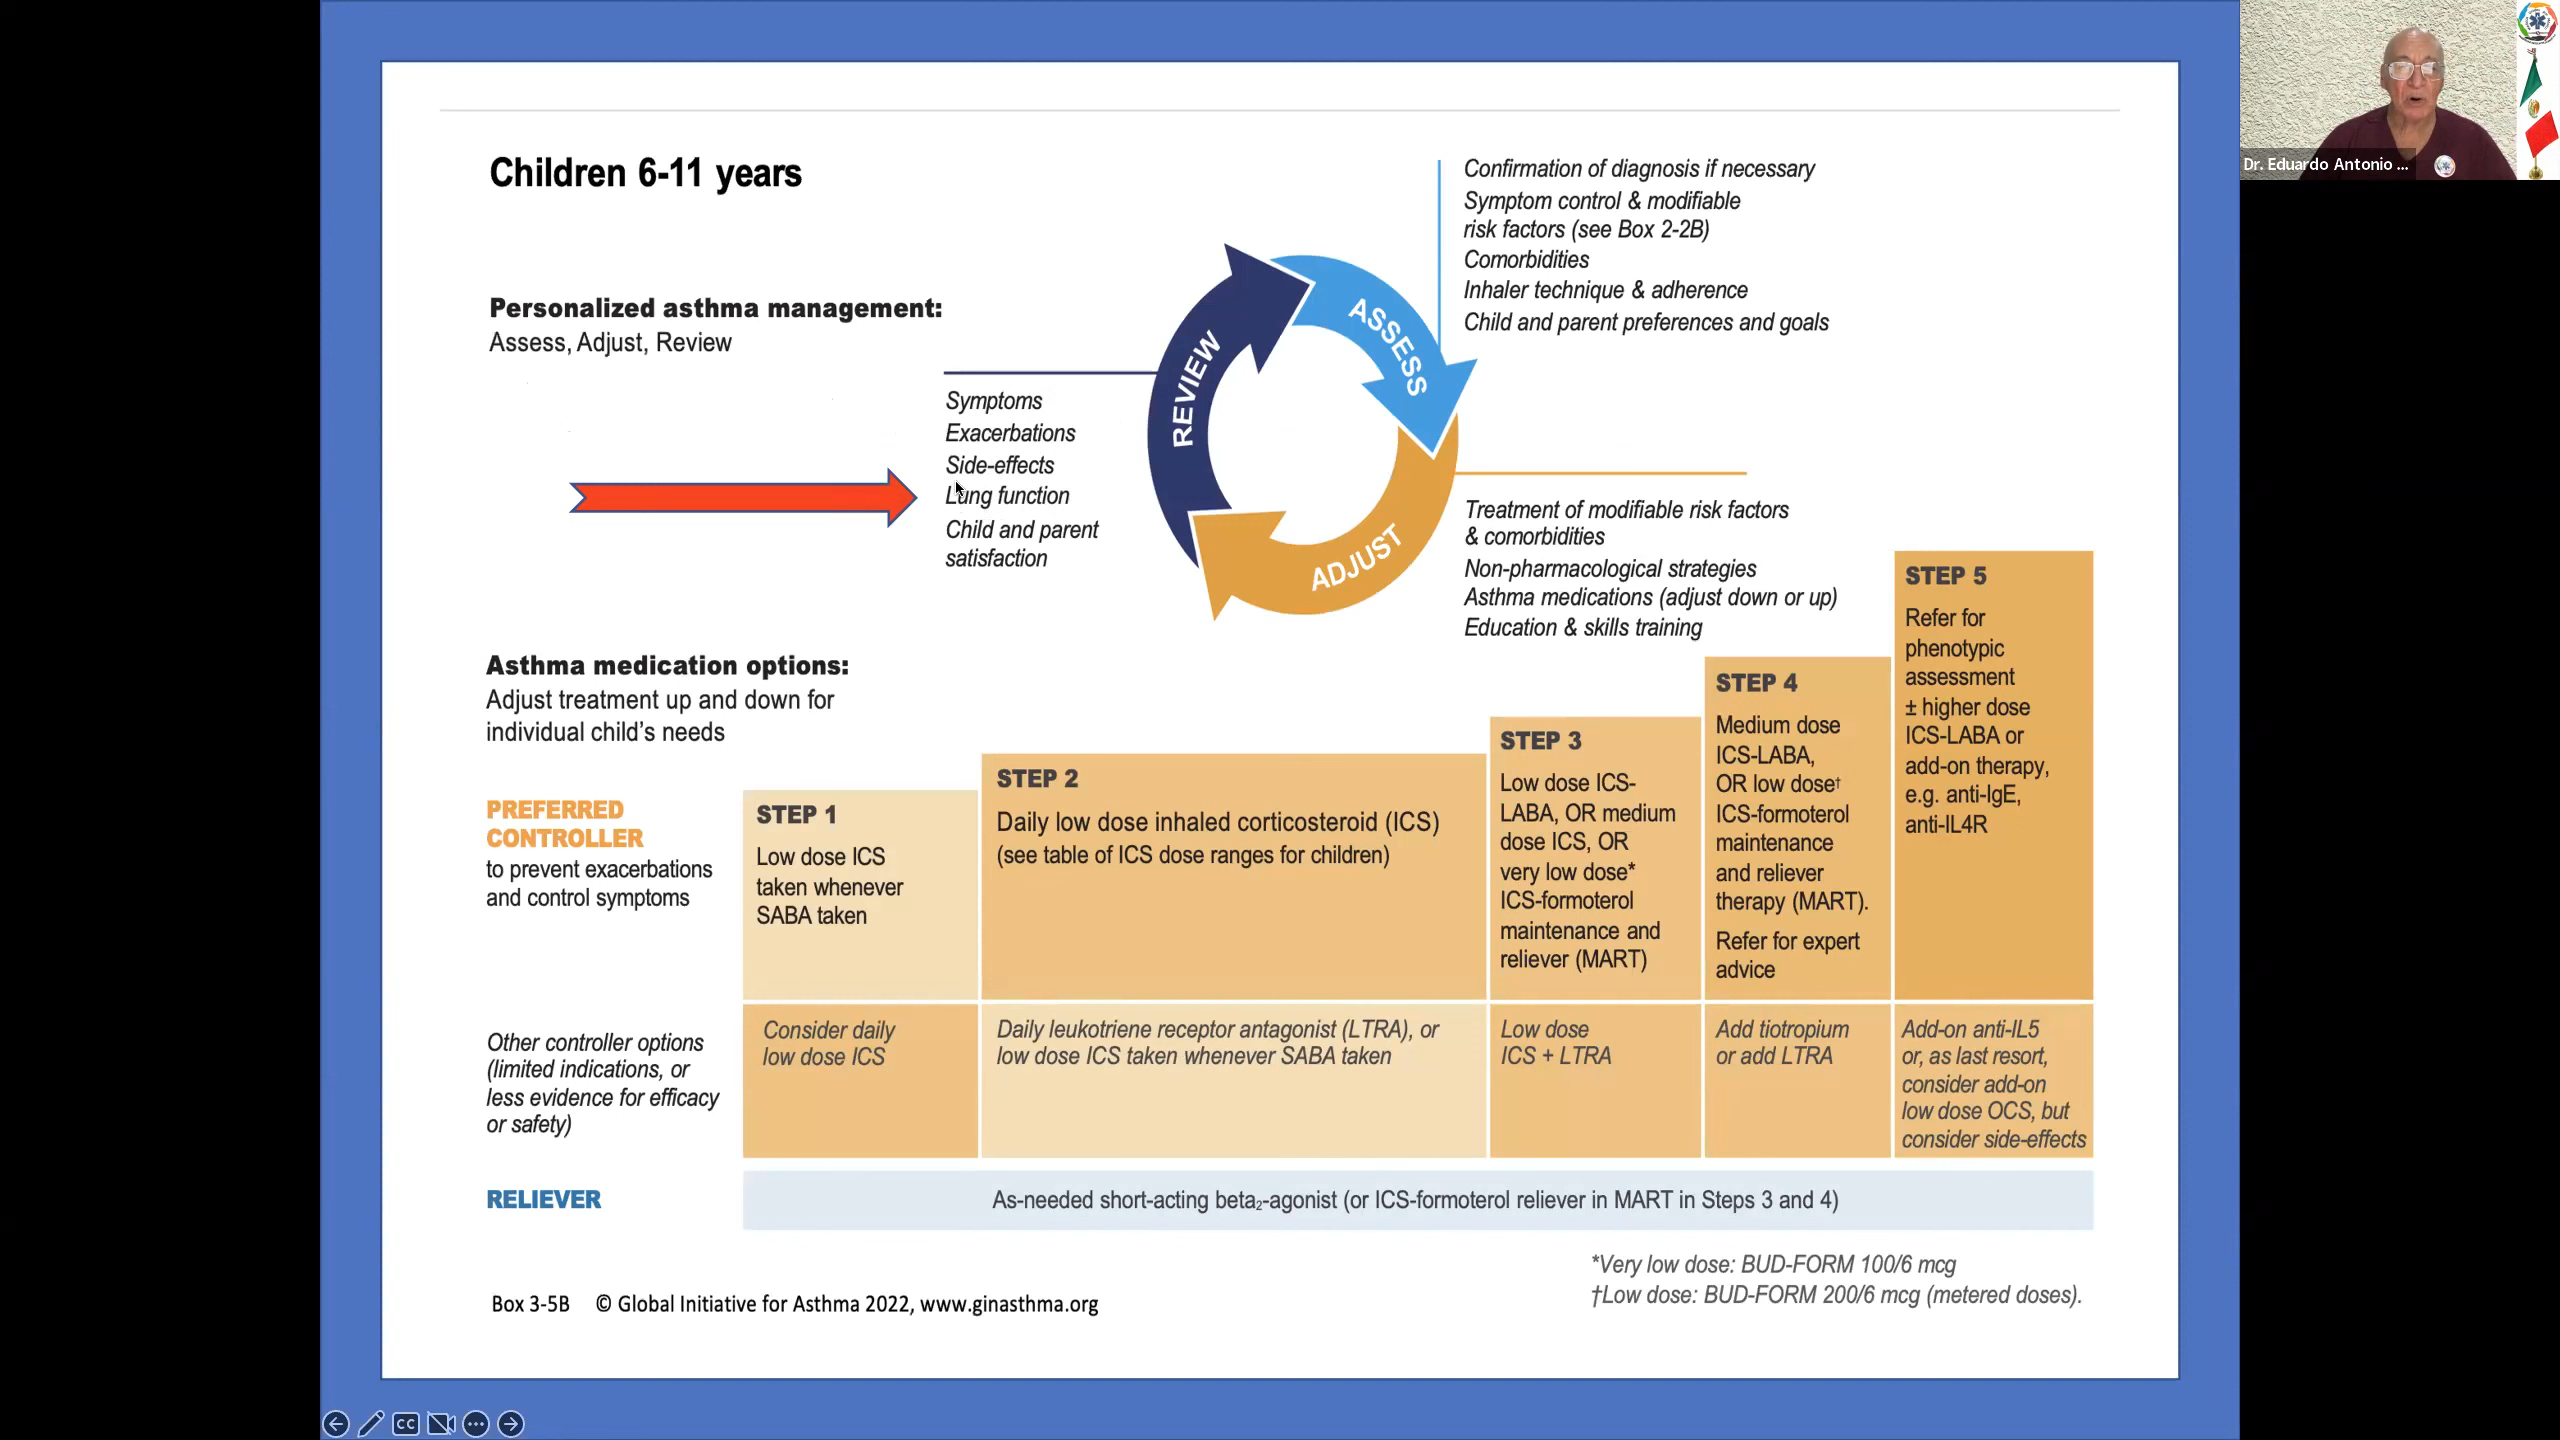 Children 6-11 years
Personalized asthma management:
Assess, Adjust, Review
Confirmation of diagnosis if necessary
Symptom control & modifiable
risk factors (see Box 2-2B)
Comorbidities
Inhaler technique & adherence
Child and parent preferences and goals
REVIEW
ASSESS
ADJUST
Symptoms
Exacerbations
Side-effects
Lung function
Child and parent
satisfaction
Treatment of modifiable risk factors
& comorbidities
Non-pharmacological strategies
Asthma medications (adjust down or up)
Education & skills training
Asthma medication options:
Adjust treatment up and down for
individual child's needs
PREFERRED
CONTROLLER
to prevent exacerbations
and control symptoms
STEP 1
Low dose ICS
taken whenever
SABA taken
STEP 2
Daily low dose inhaled corticosteroid (ICS)
(see table of ICS dose ranges for children)
STEP 3
Low dose ICS-
LABA, OR medium
dose ICS, OR
very low dose*
ICS-formoterol
maintenance and
reliever (MART)
STEP 4
Medium dose
ICS-LABA,
OR low dose†
ICS-formoterol
maintenance
and reliever
therapy (MART).
Refer for expert
advice
STEP 5
Refer for
phenotypic
assessment
± higher dose
ICS-LABA or
add-on therapy,
e.g. anti-IgE,
anti-IL4R
Other controller options
(limited indications, or
less evidence for efficacy
or safety)
Consider daily
low dose ICS
Daily leukotriene receptor antagonist (LTRA), or
low dose ICS taken whenever SABA taken
Low dose
ICS + LTRA
Add tiotropium
or add LTRA
Add-on anti-IL5
or, as last resort,
consider add-on
low dose OCS, but
consider side-effects
RELIEVER
As-needed short-acting beta₂-agonist (or ICS-formoterol reliever in MART in Steps 3 and 4)
*Very low dose: BUD-FORM 100/6 mcg
†Low dose: BUD-FORM 200/6 mcg (metered doses).
Box 3-5B © Global Initiative for Asthma 2022, www.ginasthma.org
Dr. Eduardo Antonio ...
CC